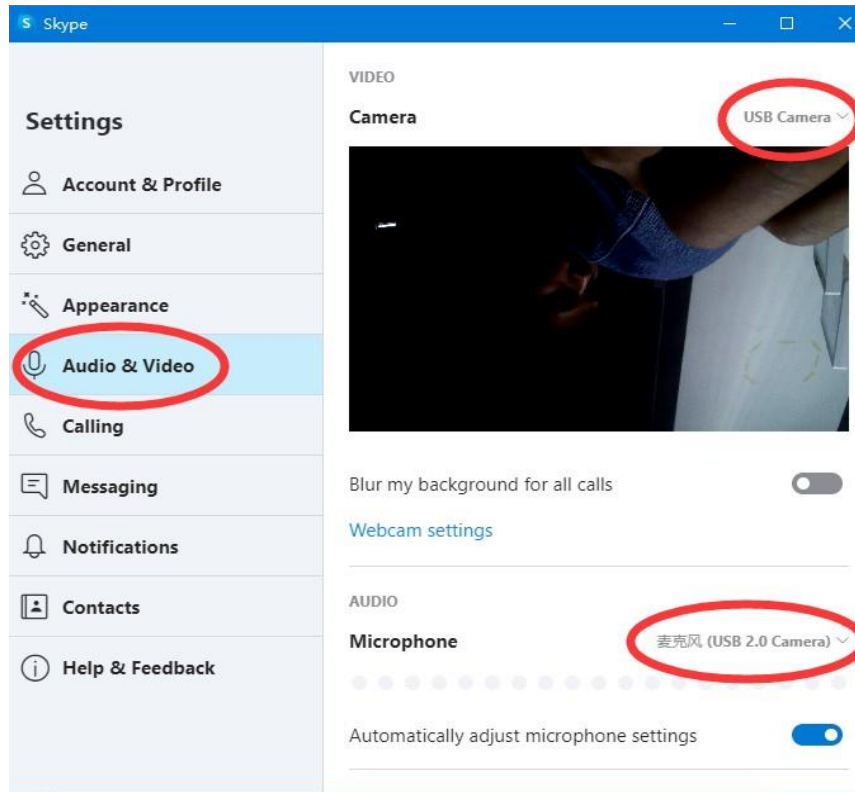 S Skype
Settings
Account & Profile
General
Appearance
Audio & Video
Calling
Messaging
Notifications
Contacts
Help & Feedback
VIDEO
Camera USB Camera
Blur my background for all calls
Webcam settings
AUDIO
Microphone 麦克风 (USB 2.0 Camera)
Automatically adjust microphone settings